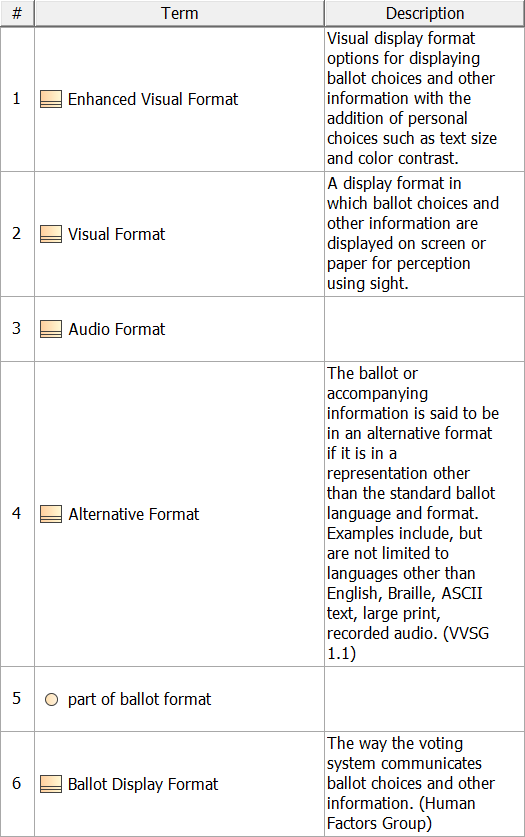 # Term Description
1 Enhanced Visual Format
Visual display format
options for displaying
ballot choices and other
information with the
addition of personal
choices such as text size
and color contrast.
2 Visual Format
A display format in
which ballot choices and
other information are
displayed on screen or
paper for perception
using sight.
3 Audio Format
4 Alternative Format
The ballot or
accompanying
information is said to be
in an alternative format
if it is in a
representation other
than the standard ballot
language and format.
Examples include, but
are not limited to
languages other than
English, Braille, ASCII
text, large print,
recorded audio. (VVSG
1.1)
5 part of ballot format
6 Ballot Display Format
The way the voting
system communicates
ballot choices and other
information. (Human
Factors Group)